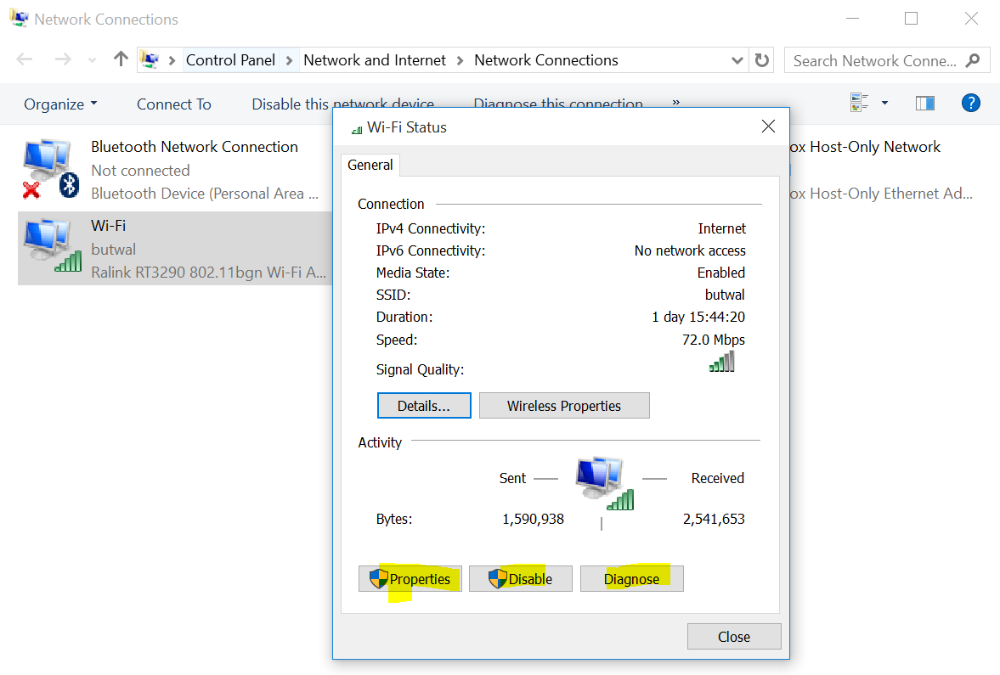 Network Connections
Control Panel > Network and Internet > Network Connections
Search Network Conne...
Organize Connect To Disable this network device Diagnose this connection »
Bluetooth Network Connection
Not connected
Bluetooth Device (Personal Area ...
Wi-Fi
butwal
Ralink RT3290 802.11bgn Wi-Fi A...
ox Host-Only Network
ox Host-Only Ethernet Ad...
Wi-Fi Status
General
Connection
IPv4 Connectivity: Internet
IPv6 Connectivity: No network access
Media State: Enabled
SSID: butwal
Duration: 1 day 15:44:20
Speed: 72.0 Mbps
Signal Quality:
Details... Wireless Properties
Activity
Sent Received
Bytes: 1,590,938 2,541,653
Properties Disable Diagnose
Close